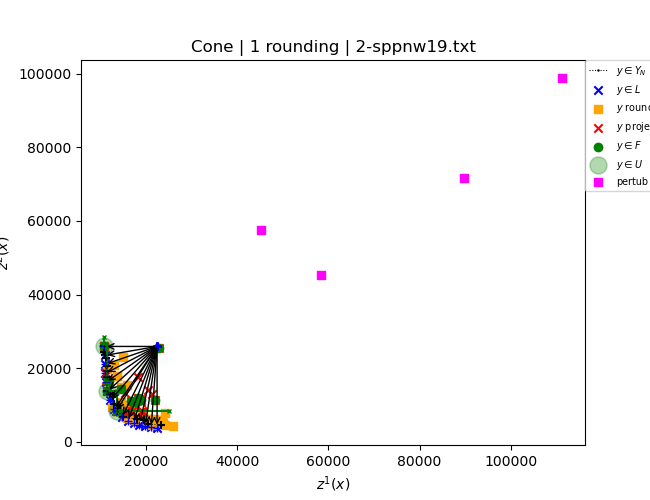 Cone | 1 rounding | 2-sppnw19.txt
100000
80000
60000
40000
20000
0
20000 40000 60000 80000 100000
z¹(x)
y ∈ Y_N
y ∈ L
y roun
y proje
y ∈ F
y ∈ U
pertub